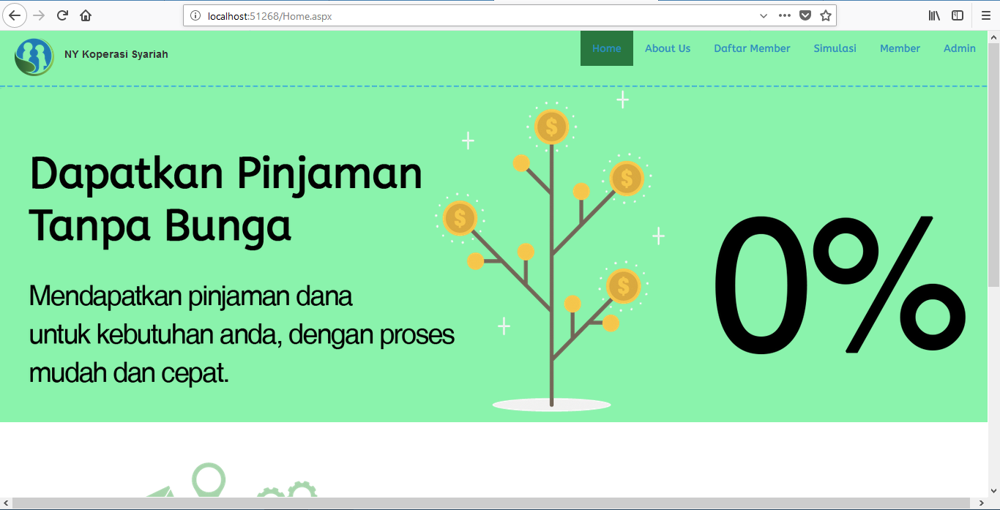 localhost:51268/Home.aspx
NY Koperasi Syariah
Home About Us Daftar Member Simulasi Member Admin
Dapatkan Pinjaman
Tanpa Bunga
Mendapatkan pinjaman dana
untuk kebutuhan anda, dengan proses
mudah dan cepat.
$
$
$
$
0%